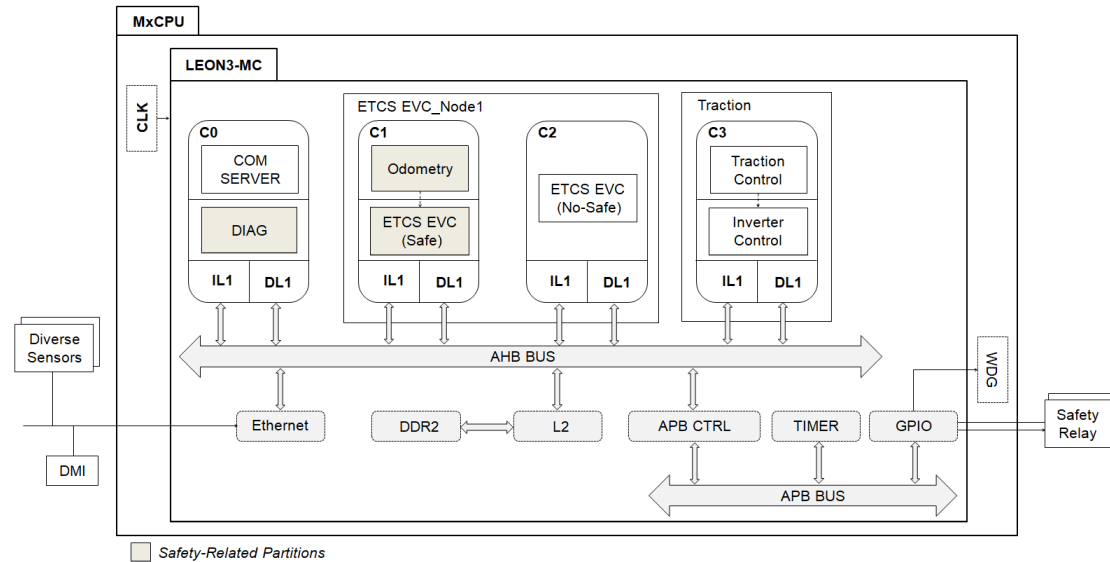 MxCPU
LEON3-MC
CLK
ETCS EVC_Node1
Traction
C0
COM
SERVER
DIAG
IL1
DL1
C1
Odometry
ETCS EVC
(Safe)
IL1
DL1
C2
ETCS EVC
(No-Safe)
IL1
DL1
C3
Traction
Control
Inverter
Control
IL1
DL1
Diverse
Sensors
AHB BUS
WDG
Ethernet
DDR2
L2
APB CTRL
TIMER
GPIO
Safety
Relay
DMI
APB BUS
Safety-Related Partitions